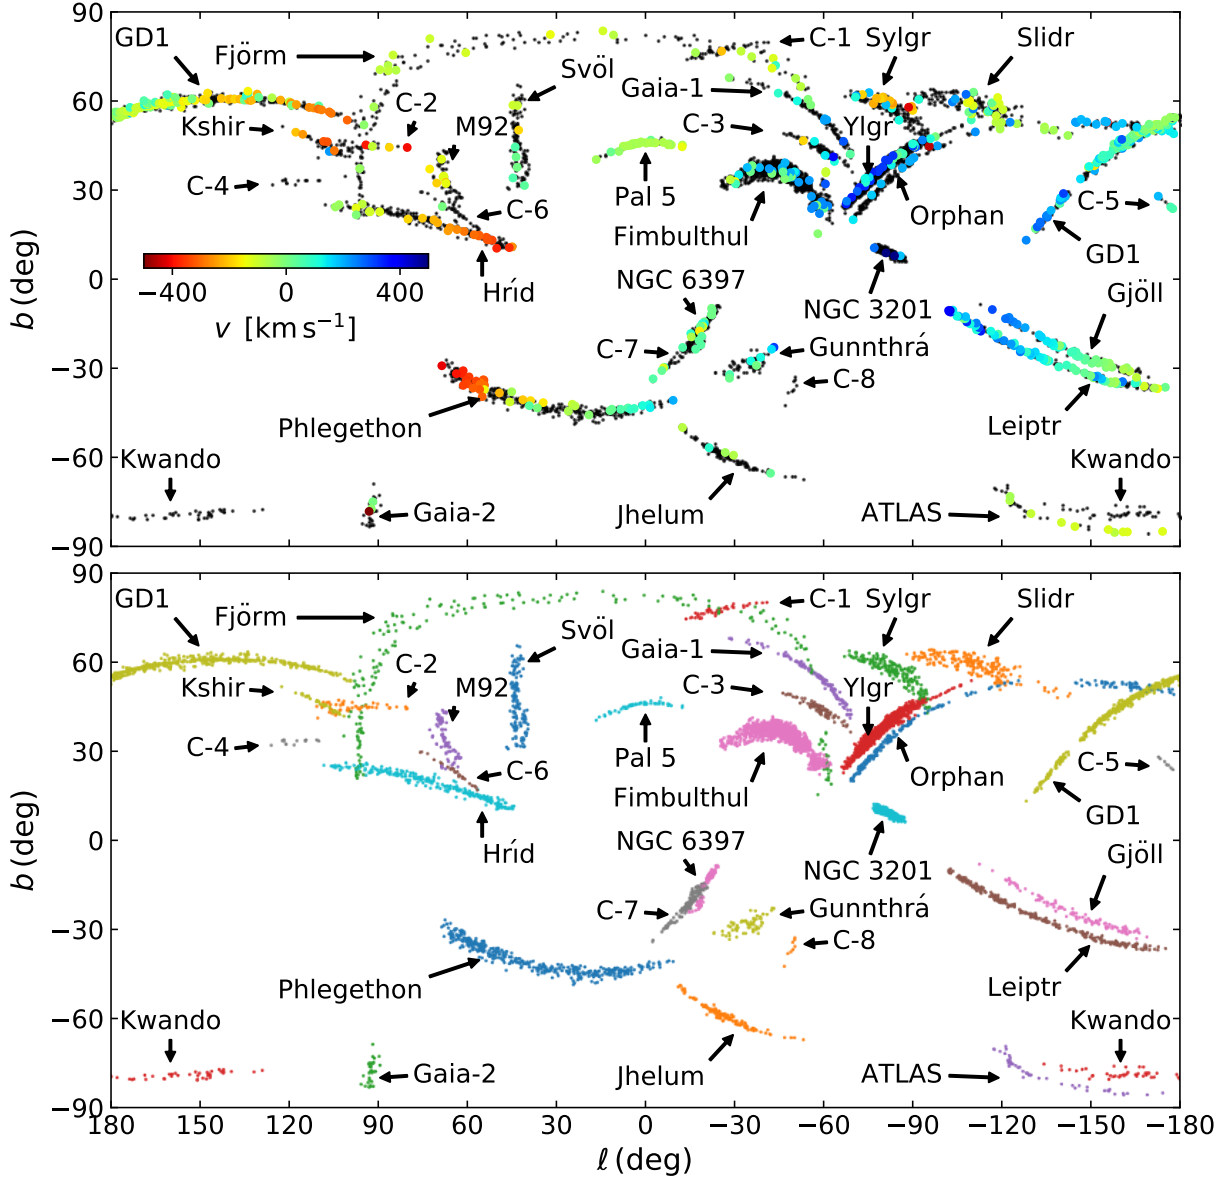 90
GD1
Fjörm
C-1 Sylgr
Slidr
Svöl
60
C-2
Gaia-1
Kshir
M92
C-3
Ylgr
30
C-4
C-6
Pal 5
Orphan
C-5
Fimbulthul
GD1
0
−400 0 400
v [km s⁻¹]
Hríd
NGC 6397
NGC 3201
Gjöll
−30
C-7
Gunnthrá
C-8
Phlegethon
Leiptr
−60
Kwando
Kwando
Gaia-2
Jhelum
ATLAS
−90
b (deg)
90
GD1
Fjörm
C-1 Sylgr
Slidr
Svöl
60
C-2
Gaia-1
Kshir
M92
C-3
Ylgr
30
C-4
C-6
Pal 5
Orphan
C-5
Fimbulthul
GD1
0
Hríd
NGC 6397
NGC 3201
Gjöll
−30
C-7
Gunnthrá
C-8
Phlegethon
Leiptr
−60
Kwando
Kwando
Gaia-2
Jhelum
ATLAS
−90
b (deg)
180 150 120 90 60 30 0 −30 −60 −90 −120 −150 −180
ℓ (deg)